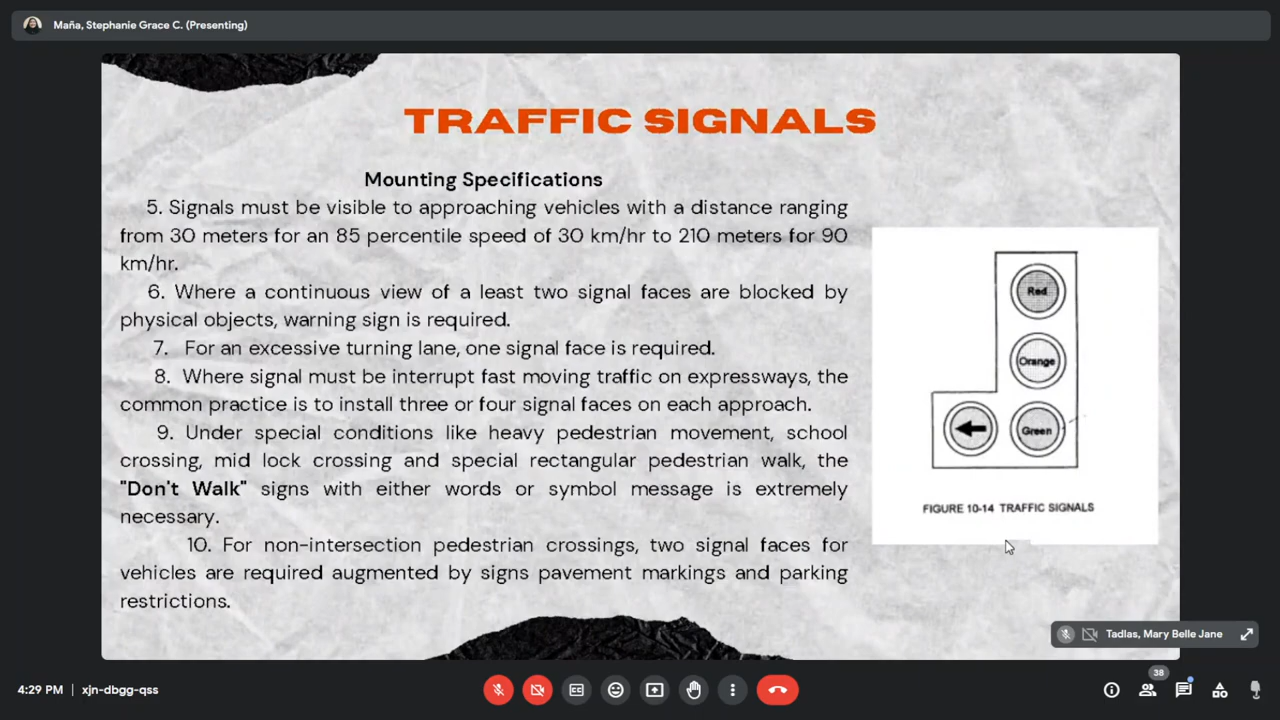 Maña, Stephanie Grace C. (Presenting)
TRAFFIC SIGNALS
Mounting Specifications
5. Signals must be visible to approaching vehicles with a distance ranging
from 30 meters for an 85 percentile speed of 30 km/hr to 210 meters for 90
km/hr.
6. Where a continuous view of a least two signal faces are blocked by
physical objects, warning sign is required.
7. For an excessive turning lane, one signal face is required.
8. Where signal must be interrupt fast moving traffic on expressways, the
common practice is to install three or four signal faces on each approach.
9. Under special conditions like heavy pedestrian movement, school
crossing, mid lock crossing and special rectangular pedestrian walk, the
"Don't Walk" signs with either words or symbol message is extremely
necessary.
10. For non-intersection pedestrian crossings, two signal faces for
vehicles are required augmented by signs pavement markings and parking
restrictions.
Red
Orange
Green
FIGURE 10-14 TRAFFIC SIGNALS
Tadlas, Mary Belle Jane
4:29 PM | xjn-dbgg-qss
CC
38